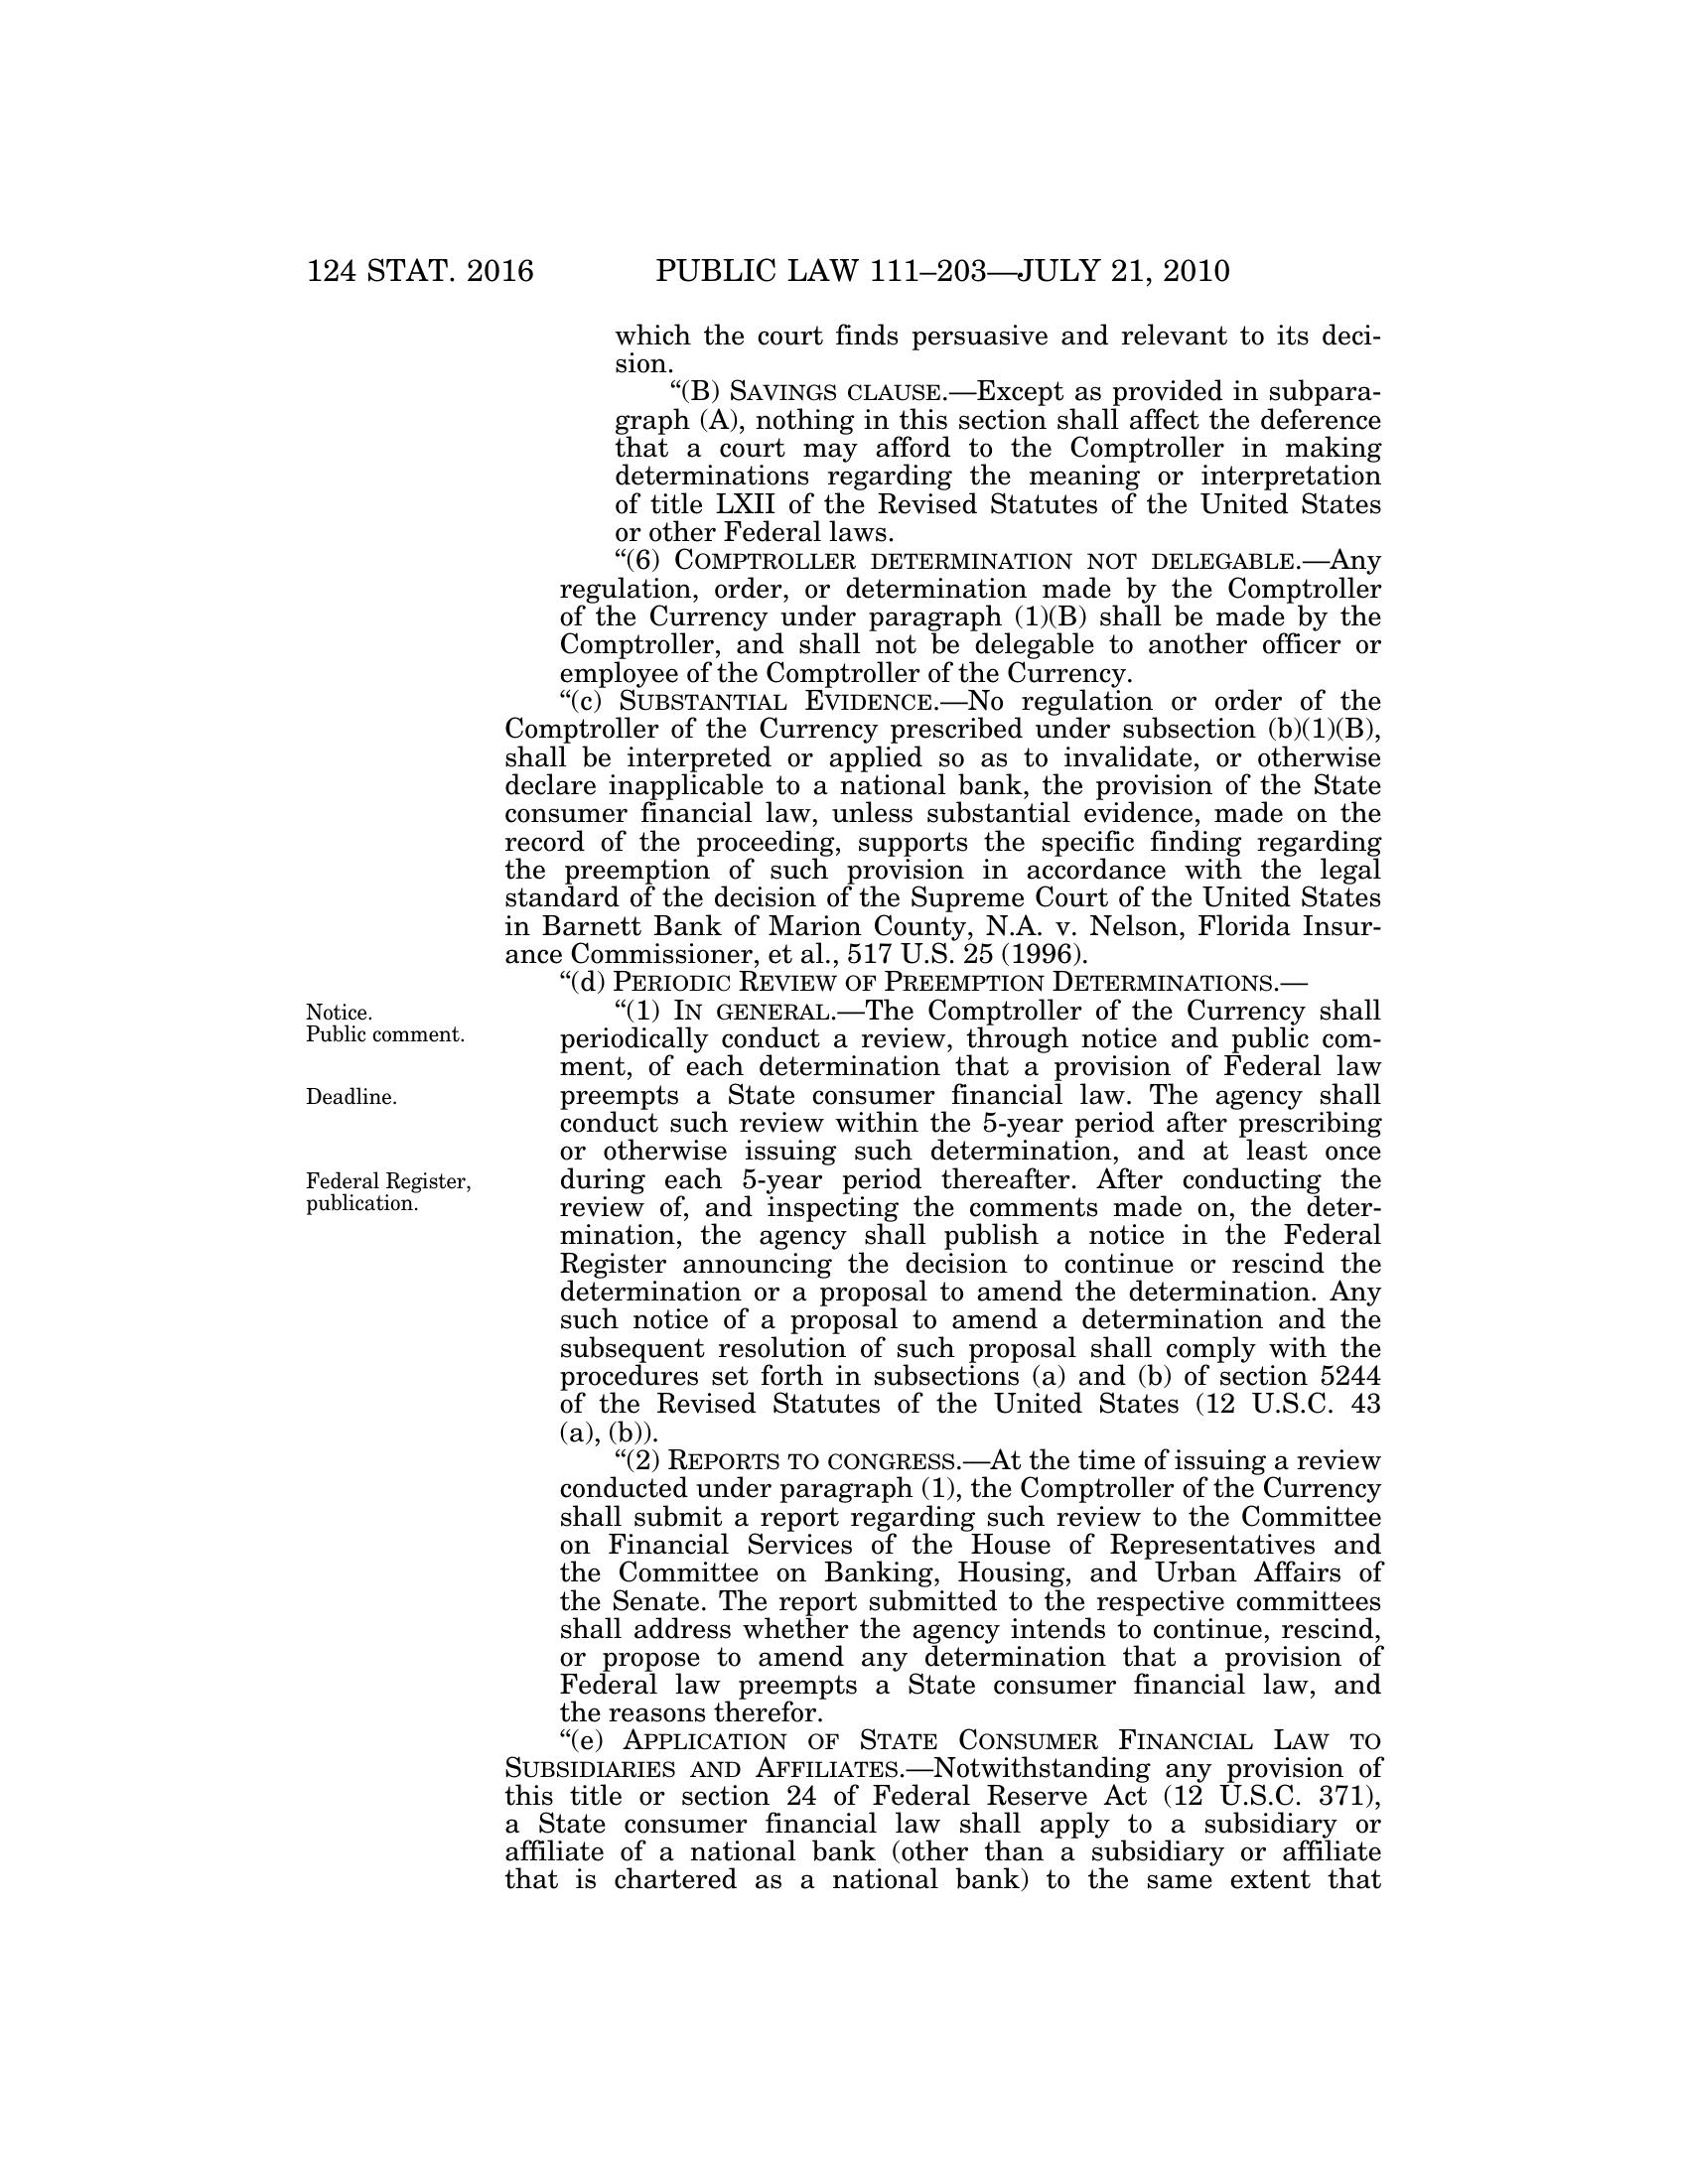 124 STAT. 2016 PUBLIC LAW 111–203—JULY 21, 2010
which the court finds persuasive and relevant to its deci-
sion.
“(B) SAVINGS CLAUSE.—Except as provided in subpara-
graph (A), nothing in this section shall affect the deference
that a court may afford to the Comptroller in making
determinations regarding the meaning or interpretation
of title LXII of the Revised Statutes of the United States
or other Federal laws.
“(6) COMPTROLLER DETERMINATION NOT DELEGABLE.—Any
regulation, order, or determination made by the Comptroller
of the Currency under paragraph (1)(B) shall be made by the
Comptroller, and shall not be delegable to another officer or
employee of the Comptroller of the Currency.
“(c) SUBSTANTIAL EVIDENCE.—No regulation or order of the
Comptroller of the Currency prescribed under subsection (b)(1)(B),
shall be interpreted or applied so as to invalidate, or otherwise
declare inapplicable to a national bank, the provision of the State
consumer financial law, unless substantial evidence, made on the
record of the proceeding, supports the specific finding regarding
the preemption of such provision in accordance with the legal
standard of the decision of the Supreme Court of the United States
in Barnett Bank of Marion County, N.A. v. Nelson, Florida Insur-
ance Commissioner, et al., 517 U.S. 25 (1996).
“(d) PERIODIC REVIEW OF PREEMPTION DETERMINATIONS.—
Notice.
Public comment.
“(1) IN GENERAL.—The Comptroller of the Currency shall
periodically conduct a review, through notice and public com-
ment, of each determination that a provision of Federal law
Deadline.
preempts a State consumer financial law. The agency shall
conduct such review within the 5-year period after prescribing
or otherwise issuing such determination, and at least once
Federal Register,
publication.
during each 5-year period thereafter. After conducting the
review of, and inspecting the comments made on, the deter-
mination, the agency shall publish a notice in the Federal
Register announcing the decision to continue or rescind the
determination or a proposal to amend the determination. Any
such notice of a proposal to amend a determination and the
subsequent resolution of such proposal shall comply with the
procedures set forth in subsections (a) and (b) of section 5244
of the Revised Statutes of the United States (12 U.S.C. 43
(a), (b)).
“(2) REPORTS TO CONGRESS.—At the time of issuing a review
conducted under paragraph (1), the Comptroller of the Currency
shall submit a report regarding such review to the Committee
on Financial Services of the House of Representatives and
the Committee on Banking, Housing, and Urban Affairs of
the Senate. The report submitted to the respective committees
shall address whether the agency intends to continue, rescind,
or propose to amend any determination that a provision of
Federal law preempts a State consumer financial law, and
the reasons therefor.
“(e) APPLICATION OF STATE CONSUMER FINANCIAL LAW TO
SUBSIDIARIES AND AFFILIATES.—Notwithstanding any provision of
this title or section 24 of Federal Reserve Act (12 U.S.C. 371),
a State consumer financial law shall apply to a subsidiary or
affiliate of a national bank (other than a subsidiary or affiliate
that is chartered as a national bank) to the same extent that